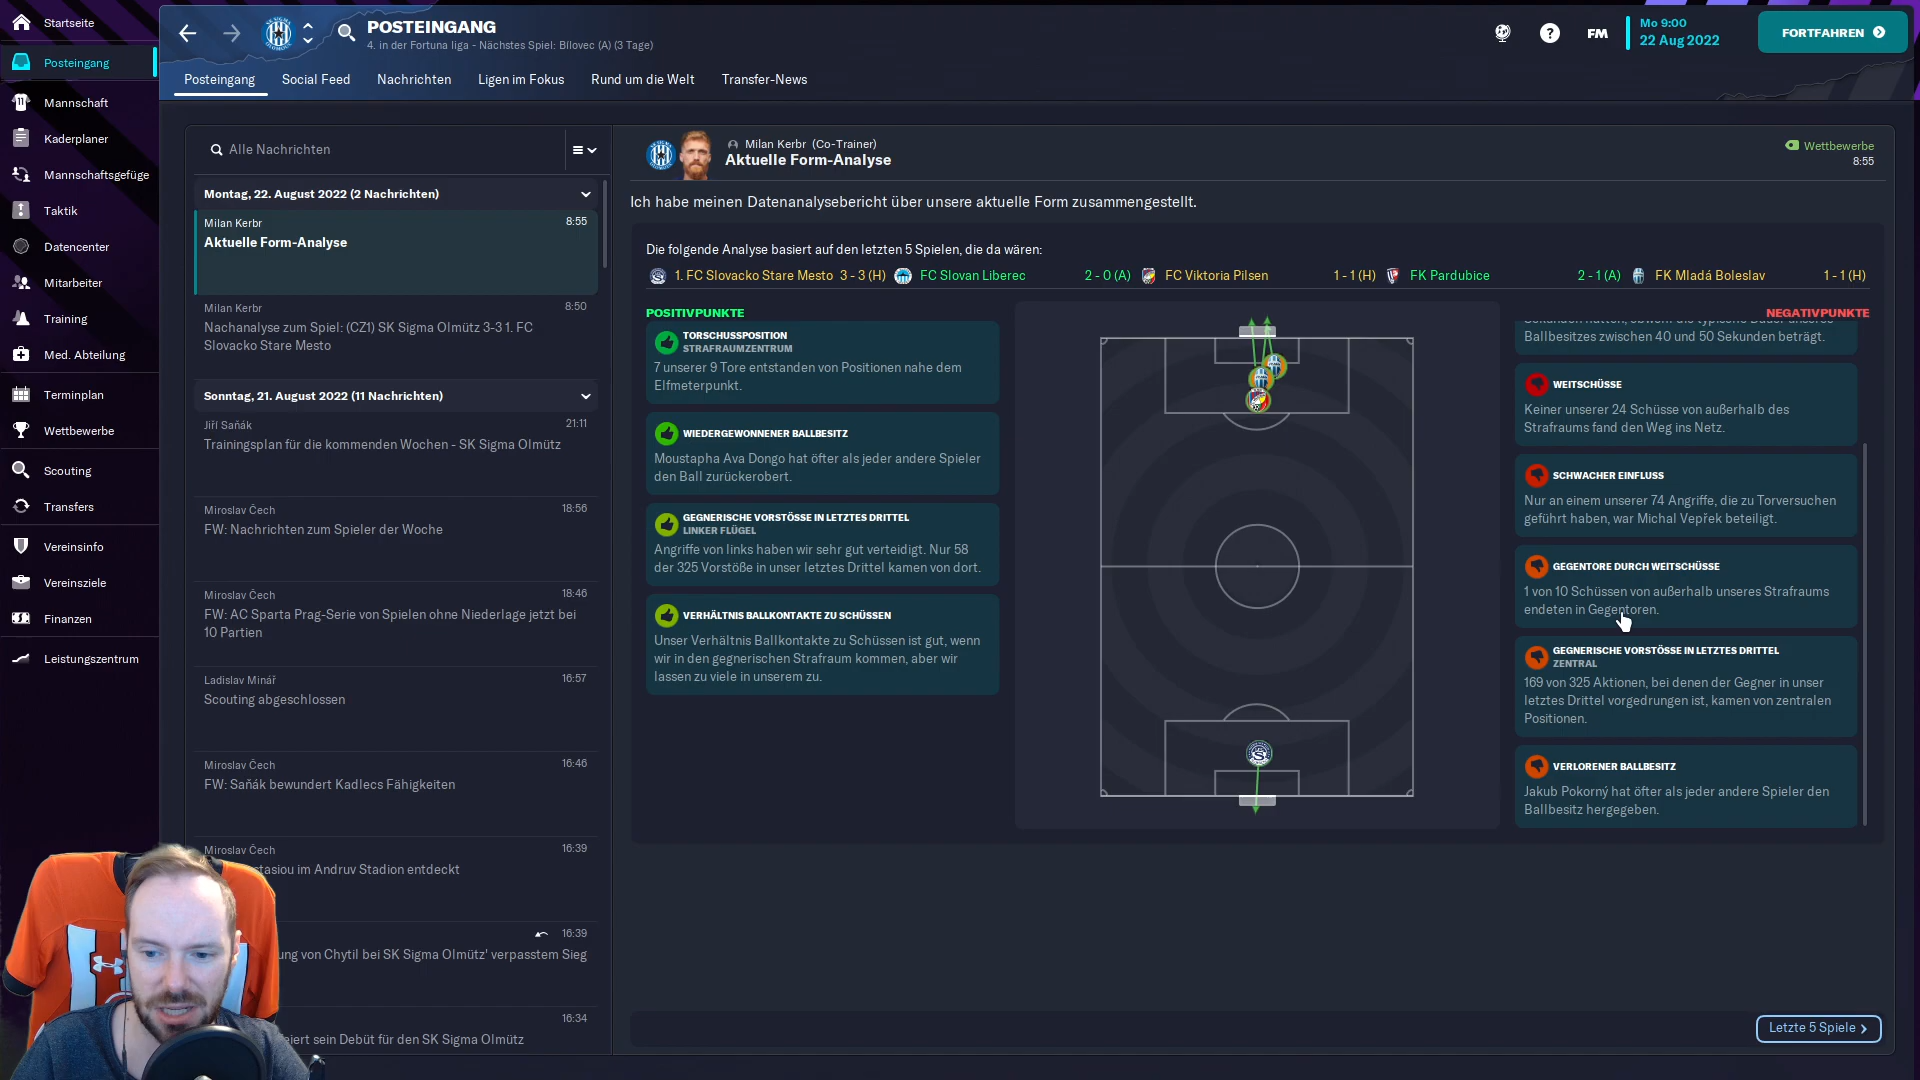 Startseite
Posteingang
Mannschaft
Kaderplaner
Mannschaftsgefüge
Taktik
Datencenter
Mitarbeiter
Training
Med. Abteilung
Terminplan
Wettbewerbe
Scouting
Transfers
Vereinsinfo
Vereinsziele
Finanzen
Leistungszentrum
POSTEINGANG
4. in der Fortuna liga - Nächstes Spiel: Bílovec (A) (3 Tage)
? FM
Mo 9:00
22 Aug 2022
FORTFAHREN
Posteingang Social Feed Nachrichten Ligen im Fokus Rund um die Welt Transfer-News
Alle Nachrichten
Montag, 22. August 2022 (2 Nachrichten)
Milan Kerbr 8:55
Aktuelle Form-Analyse
Milan Kerbr 8:50
Nachanalyse zum Spiel: (CZ1) SK Sigma Olmütz 3-3 1. FC
Slovacko Stare Mesto
Sonntag, 21. August 2022 (11 Nachrichten)
Jiří Saňák 21:11
Trainingsplan für die kommenden Wochen - SK Sigma Olmütz
Miroslav Čech 18:56
FW: Nachrichten zum Spieler der Woche
Miroslav Čech 18:46
FW: AC Sparta Prag-Serie von Spielen ohne Niederlage jetzt bei
10 Partien
Ladislav Minář 16:57
Scouting abgeschlossen
Miroslav Čech 16:46
FW: Saňák bewundert Kadlecs Fähigkeiten
Miroslav Čech 16:39
stasiou im Andruv Stadion entdeckt
16:39
ung von Chytil bei SK Sigma Olmütz' verpasstem Sieg
16:34
eiert sein Debüt für den SK Sigma Olmütz
Milan Kerbr (Co-Trainer)
Aktuelle Form-Analyse
Wettbewerbe
8:55
Ich habe meinen Datenanalysebericht über unsere aktuelle Form zusammengestellt.
Die folgende Analyse basiert auf den letzten 5 Spielen, die da wären:
1. FC Slovacko Stare Mesto 3 - 3 (H) FC Slovan Liberec 2 - 0 (A) FC Viktoria Pilsen 1 - 1 (H) FK Pardubice 2 - 1 (A) FK Mladá Boleslav 1 - 1 (H)
POSITIVPUNKTE
TORSCHUSSPOSITION
STRAFRAUMZENTRUM
7 unserer 9 Tore entstanden von Positionen nahe dem
Elfmeterpunkt.
WIEDERGEWONNENER BALLBESITZ
Moustapha Ava Dongo hat öfter als jeder andere Spieler
den Ball zurückerobert.
GEGNERISCHE VORSTÖSSE IN LETZTES DRITTEL
LINKER FLÜGEL
Angriffe von links haben wir sehr gut verteidigt. Nur 58
der 325 Vorstöße in unser letztes Drittel kamen von dort.
VERHÄLTNIS BALLKONTAKTE ZU SCHÜSSEN
Unser Verhältnis Ballkontakte zu Schüssen ist gut, wenn
wir in den gegnerischen Strafraum kommen, aber wir
lassen zu viele in unserem zu.
NEGATIVPUNKTE
Ballbesitzes zwischen 40 und 50 Sekunden beträgt.
WEITSCHÜSSE
Keiner unserer 24 Schüsse von außerhalb des
Strafraums fand den Weg ins Netz.
SCHWACHER EINFLUSS
Nur an einem unserer 74 Angriffe, die zu Torversuchen
geführt haben, war Michal Vepřek beteiligt.
GEGENTORE DURCH WEITSCHÜSSE
1 von 10 Schüssen von außerhalb unseres Strafraums
endeten in Gegentoren.
GEGNERISCHE VORSTÖSSE IN LETZTES DRITTEL
ZENTRAL
169 von 325 Aktionen, bei denen der Gegner in unser
letztes Drittel vorgedrungen ist, kamen von zentralen
Positionen.
VERLORENER BALLBESITZ
Jakub Pokorný hat öfter als jeder andere Spieler den
Ballbesitz hergegeben.
Letzte 5 Spiele